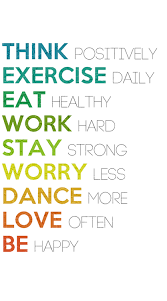 THINK POSITIVELY
EXERCISE DAILY
EAT HEALTHY
WORK HARD
STAY STRONG
WORRY LESS
DANCE MORE
LOVE OFTEN
BE HAPPY